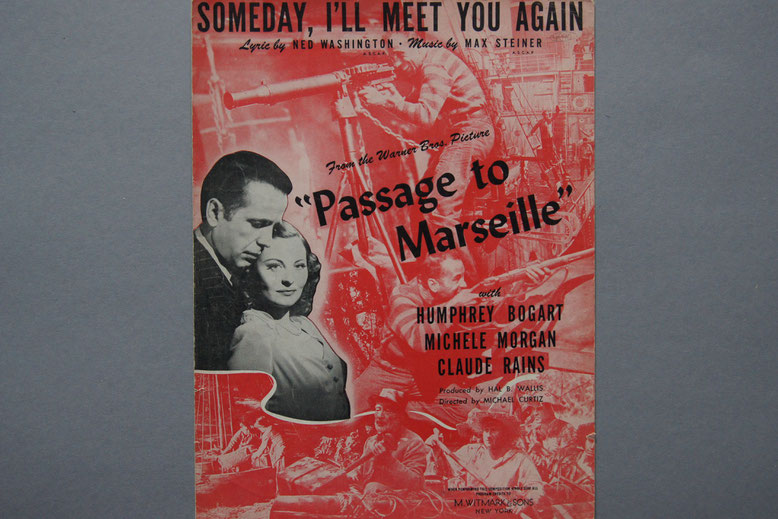 SOMEDAY, I'LL MEET YOU AGAIN
Lyric by NED WASHINGTON · Music by MAX STEINER
ASCAP ASCAP
From the Warner Bros. Picture
"Passage to
Marseille"
with
HUMPHREY BOGART
MICHELE MORGAN
CLAUDE RAINS
Produced by HAL B. WALLIS
Directed by MICHAEL CURTIZ
M. WITMARK & SONS
NEW YORK